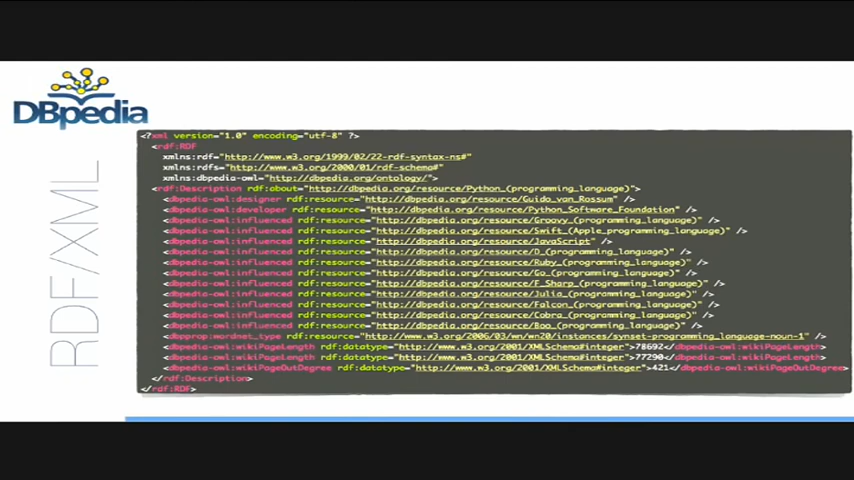 DBpedia
RDF/XML
<?xml version="1.0" encoding="utf-8" ?>
<rdf:RDF
xmlns:rdf="http://www.w3.org/1999/02/22-rdf-syntax-ns#"
xmlns:rdfs="http://www.w3.org/2000/01/rdf-schema#"
xmlns:dbpedia-owl="http://dbpedia.org/ontology/">
<rdf:Description rdf:about="http://dbpedia.org/resource/Python_(programming_language)">
<dbpedia-owl:designer rdf:resource="http://dbpedia.org/resource/Guido_van_Rossum" />
<dbpedia-owl:developer rdf:resource="http://dbpedia.org/resource/Python_Software_Foundation" />
<dbpedia-owl:influenced rdf:resource="http://dbpedia.org/resource/Groovy_(programming_language)" />
<dbpedia-owl:influenced rdf:resource="http://dbpedia.org/resource/Swift_(Apple_programming_language)" />
<dbpedia-owl:influenced rdf:resource="http://dbpedia.org/resource/JavaScript" />
<dbpedia-owl:influenced rdf:resource="http://dbpedia.org/resource/D_(programming_language)" />
<dbpedia-owl:influenced rdf:resource="http://dbpedia.org/resource/Ruby_(programming_language)" />
<dbpedia-owl:influenced rdf:resource="http://dbpedia.org/resource/Go_(programming_language)" />
<dbpedia-owl:influenced rdf:resource="http://dbpedia.org/resource/F_Sharp_(programming_language)" />
<dbpedia-owl:influenced rdf:resource="http://dbpedia.org/resource/Julia_(programming_language)" />
<dbpedia-owl:influenced rdf:resource="http://dbpedia.org/resource/Falcon_(programming_language)" />
<dbpedia-owl:influenced rdf:resource="http://dbpedia.org/resource/Cobra_(programming_language)" />
<dbpedia-owl:influenced rdf:resource="http://dbpedia.org/resource/Boo_(programming_language)" />
<dbpprop:wordnet_type rdf:resource="http://www.w3.org/2006/03/wn/wn20/instances/synset-programming_language-noun-1" />
<dbpedia-owl:wikiPageLength rdf:datatype="http://www.w3.org/2001/XMLSchema#integer">78692</dbpedia-owl:wikiPageLength>
<dbpedia-owl:wikiPageLength rdf:datatype="http://www.w3.org/2001/XMLSchema#integer">77290</dbpedia-owl:wikiPageLength>
<dbpedia-owl:wikiPageOutDegree rdf:datatype="http://www.w3.org/2001/XMLSchema#integer">421</dbpedia-owl:wikiPageOutDegree>
</rdf:Description>
</rdf:RDF>